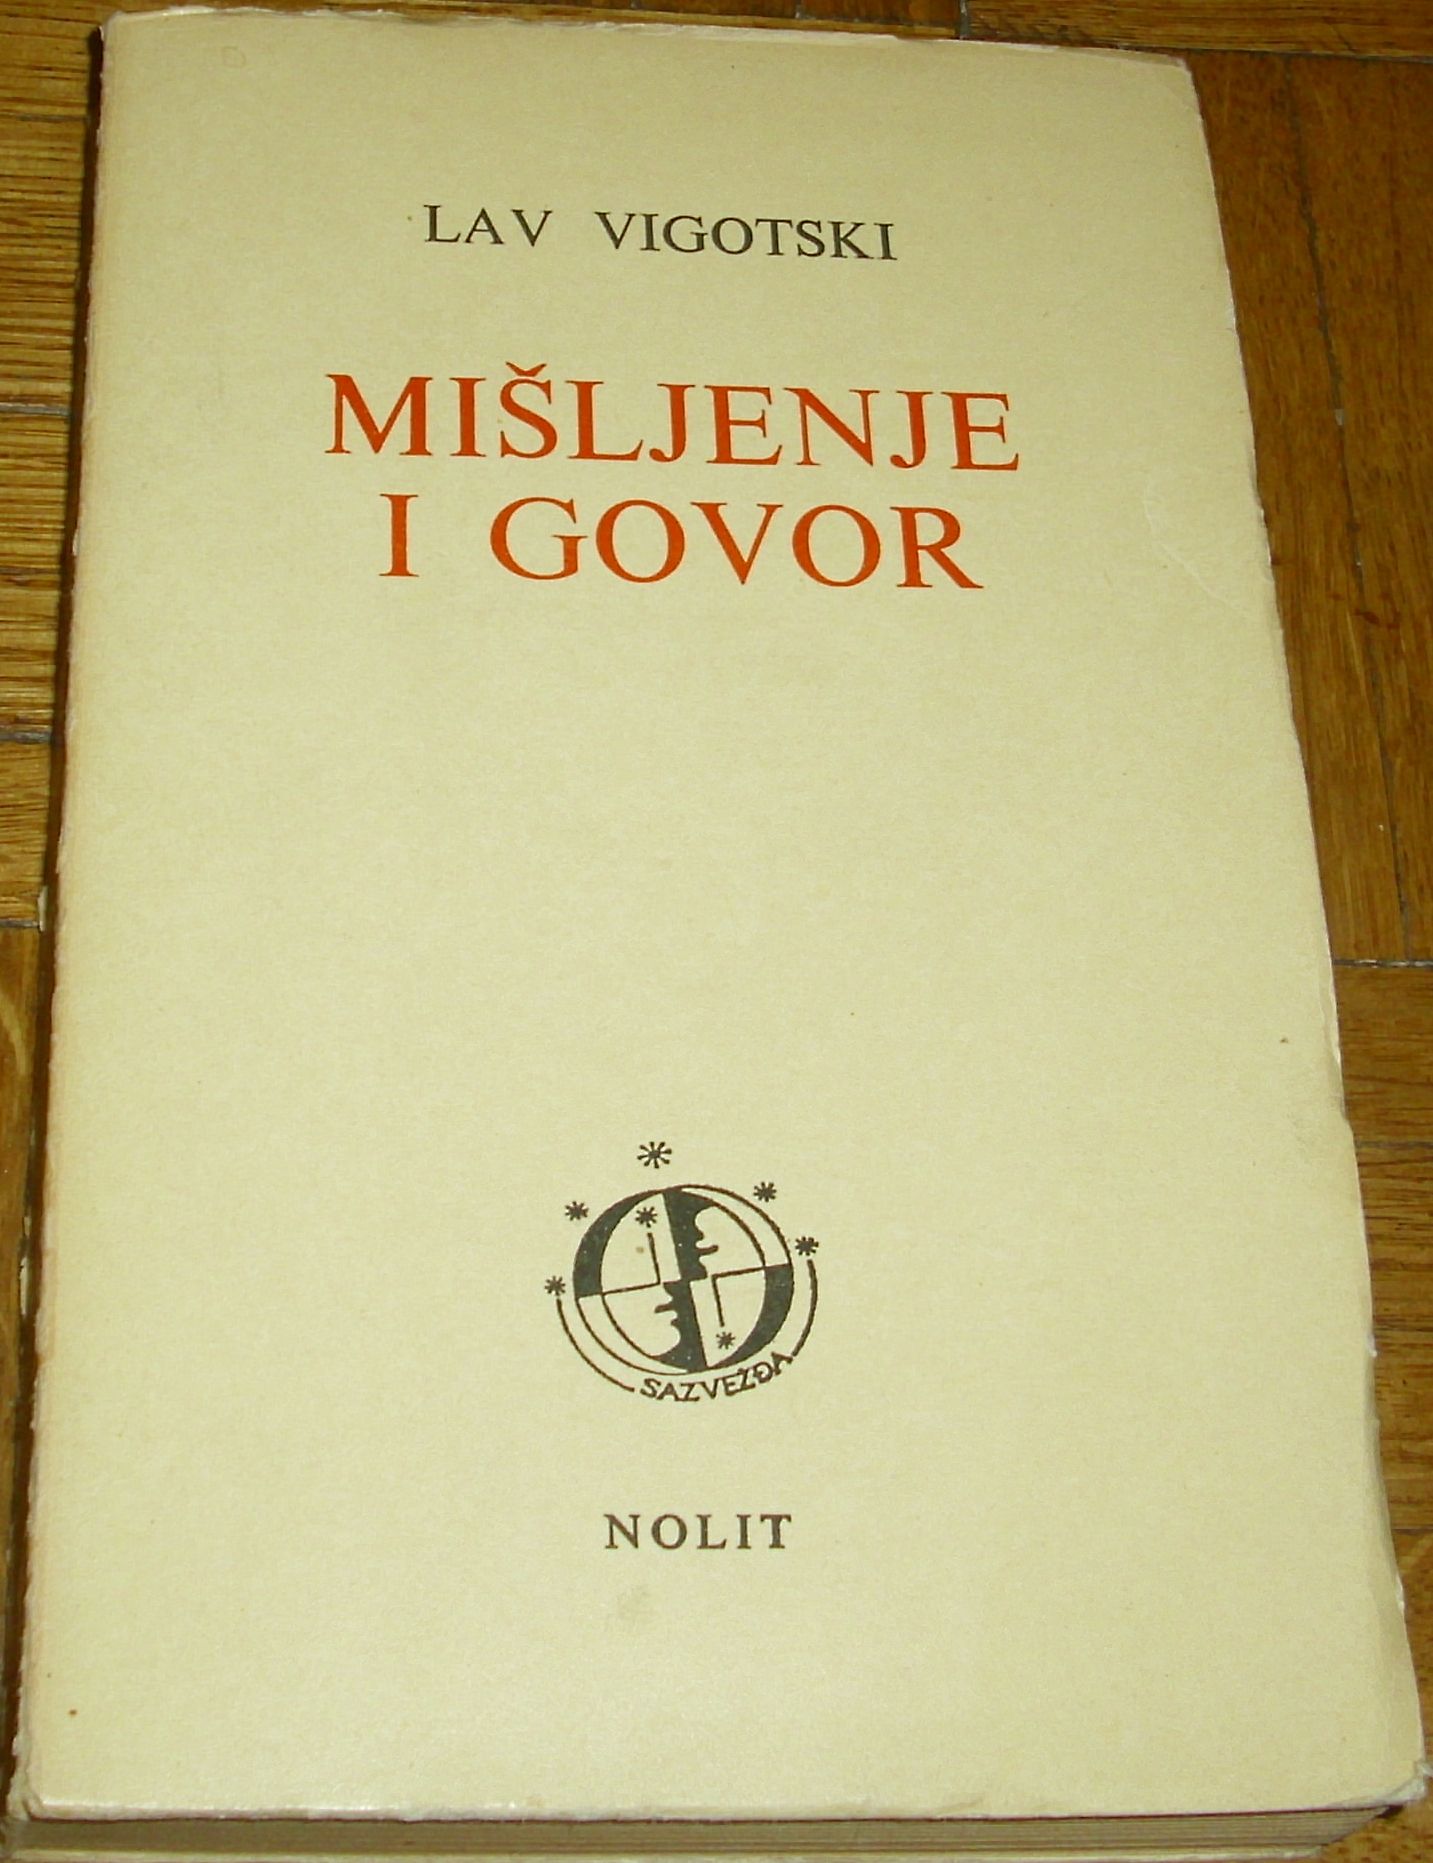 LAV VIGOTSKI
MIŠLJENJE
I GOVOR
SAZVEŽĐA
NOLIT